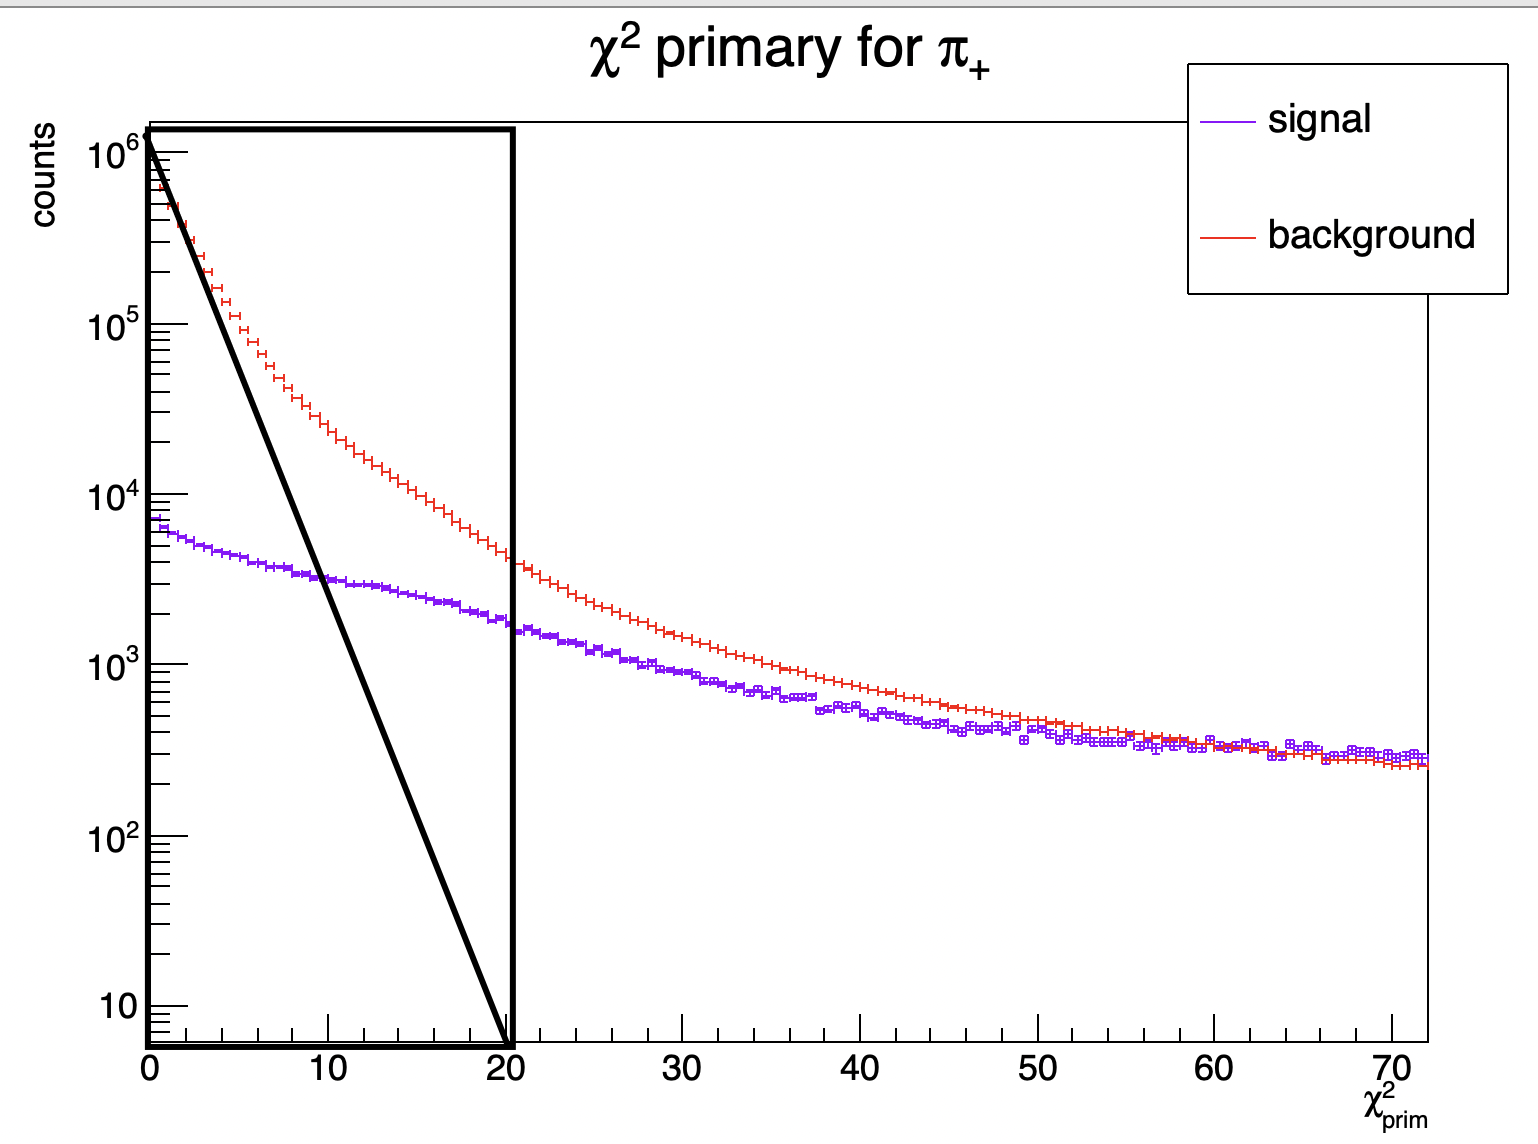 χ² primary for π₊
signal
background
counts
10⁶
10⁵
10⁴
10³
10²
10
0 10 20 30 40 50 60 70
χ²prim